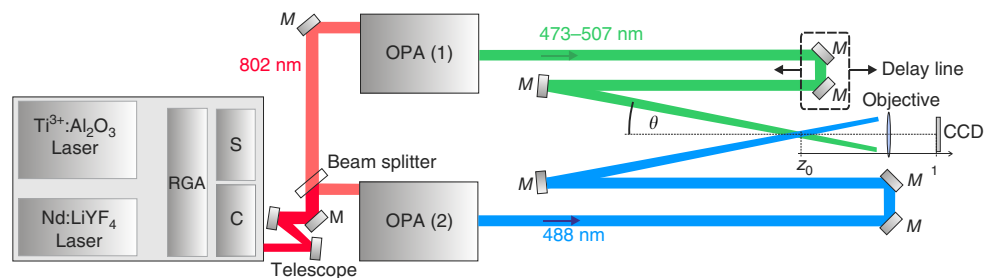 M
OPA (1)
473–507 nm
M
802 nm
M
M
Delay line
Objective
Ti³⁺:Al₂O₃
Laser
RGA
S
θ
CCD
Beam splitter
z₀
1
M
M
Nd:LiYF₄
Laser
C
M
OPA (2)
M
488 nm
Telescope